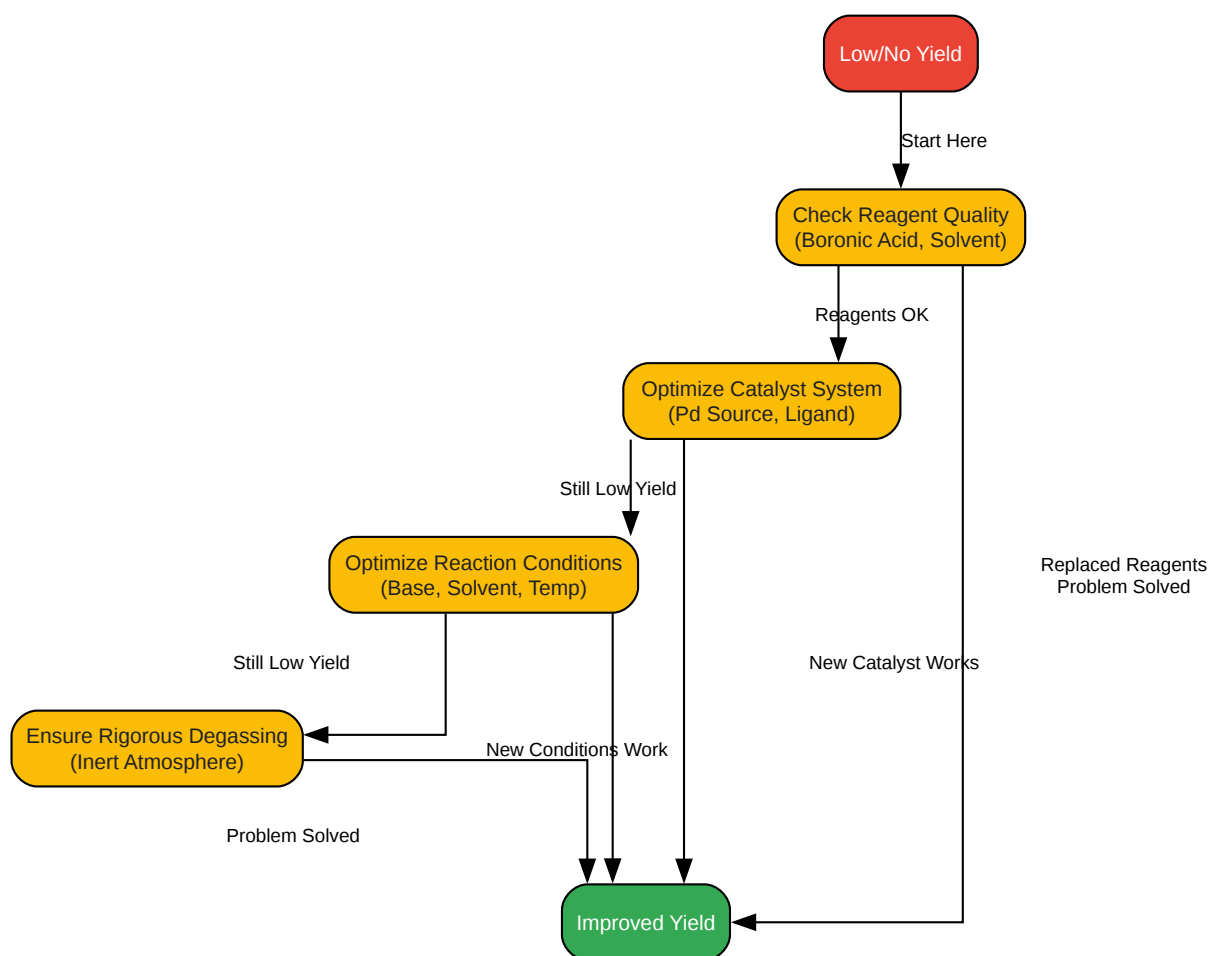 Low/No Yield
Start Here
Check Reagent Quality
(Boronic Acid, Solvent)
Reagents OK
Optimize Catalyst System
(Pd Source, Ligand)
Still Low Yield
Optimize Reaction Conditions
(Base, Solvent, Temp)
Replaced Reagents
Problem Solved
Still Low Yield
New Catalyst Works
Ensure Rigorous Degassing
(Inert Atmosphere)
New Conditions Work
Problem Solved
Improved Yield